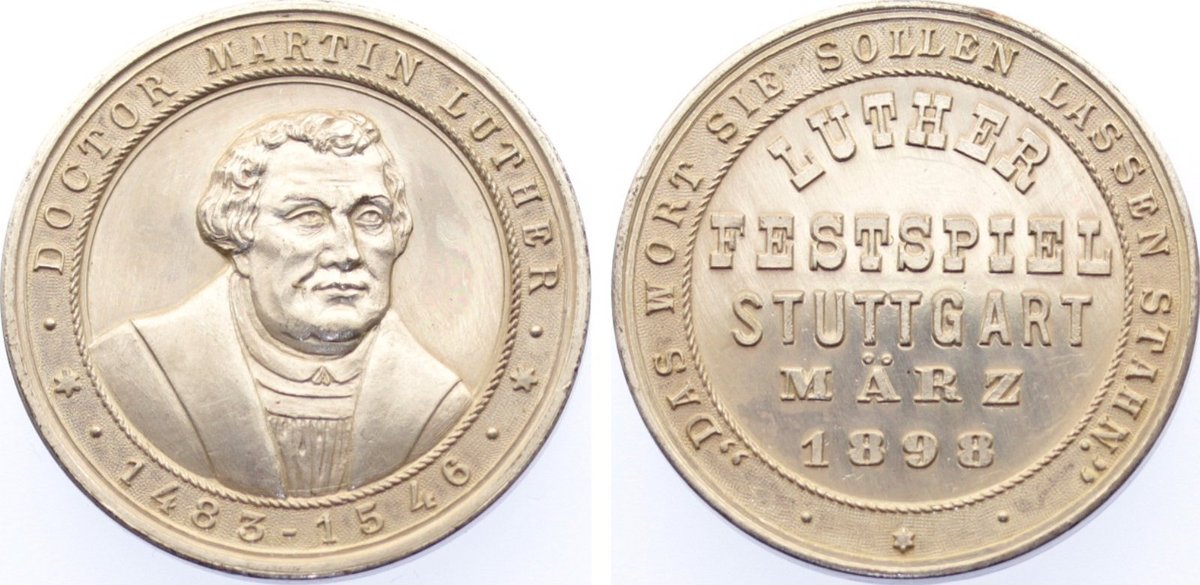 DOCTOR MARTIN LUTHER
1483-1546
„DAS WORT SIE SOLLEN LASSEN STAHN.“
LUTHER
FESTSPIEL
STUTTGART
MÄRZ
1898